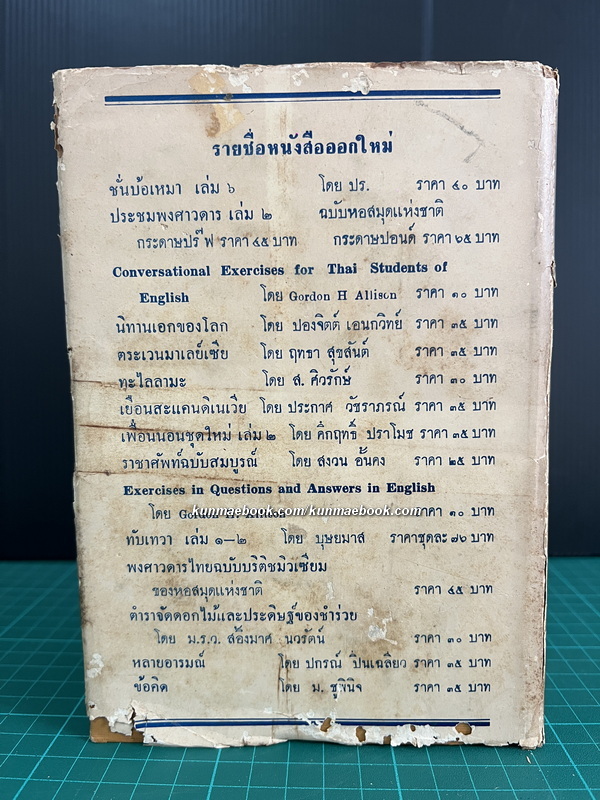 รายชื่อหนังสือออกใหม่
ชั่นบ้อเหมา เล่ม ๖ โดย ปร. ราคา ๔๐ บาท
ประชุมพงศาวดาร เล่ม ๒ ฉบับหอสมุดแห่งชาติ
กระดาษปรู๊ฟ ราคา ๔๕ บาท กระดาษปอนด์ ราคา ๖๕ บาท
Conversational Exercises for Thai Students of
English โดย Gordon H Allison ราคา ๑๐ บาท
นิทานเอกของโลก โดย ปองจิตต์ เอนกวิทย์ ราคา ๓๕ บาท
ตระเวนมาเลย์เซีย โดย ฤทธา สุขสันต์ ราคา ๓๕ บาท
ทะไลลามะ โดย ส. ศิวรักษ์ ราคา ๓๐ บาท
เยือนสะแคนดิเนเวีย โดย ประกาศ วัชราภรณ์ ราคา ๓๕ บาท
เพื่อนนอนชุดใหม่ เล่ม ๒ โดย คึกฤทธิ์ ปราโมช ราคา ๓๕ บาท
ราชาศัพท์ฉบับสมบูรณ์ โดย สงวน อั้นคง ราคา ๒๕ บาท
Exercises in Questions and Answers in English
โดย Gordon H. Allison ราคา ๑๐ บาท
kunmaebook.com/kunmaebook.com
ทับเทวา เล่ม ๑–๒ โดย บุษยมาส ราคาชุดละ ๗๖ บาท
พงศาวดารไทยฉบับบริติชมิวเซียม
ของหอสมุดแห่งชาติ ราคา ๔๕ บาท
ตำราจัดดอกไม้และประดิษฐ์ของชำร่วย
โดย ม.ร.ว. ส้องมาศ นวรัตน์ ราคา ๓๐ บาท
หลายอารมณ์ โดย ปกรณ์ ปิ่นเฉลียว ราคา ๓๕ บาท
ข้อคิด โดย ม. ชูพินิจ ราคา ๓๕ บาท